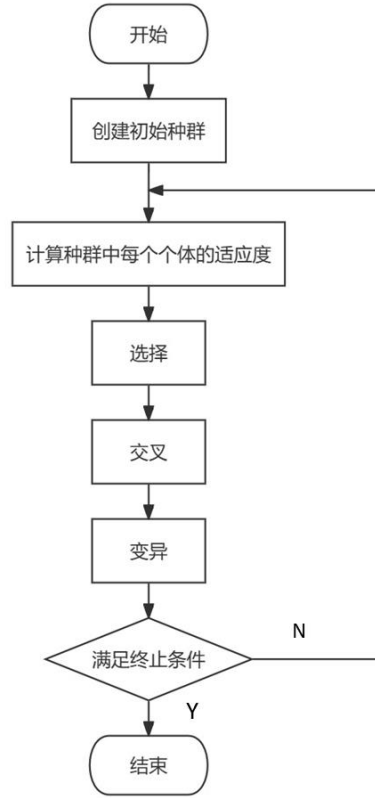 开始
创建初始种群
计算种群中每个个体的适应度
选择
交叉
变异
满足终止条件
N
Y
结束